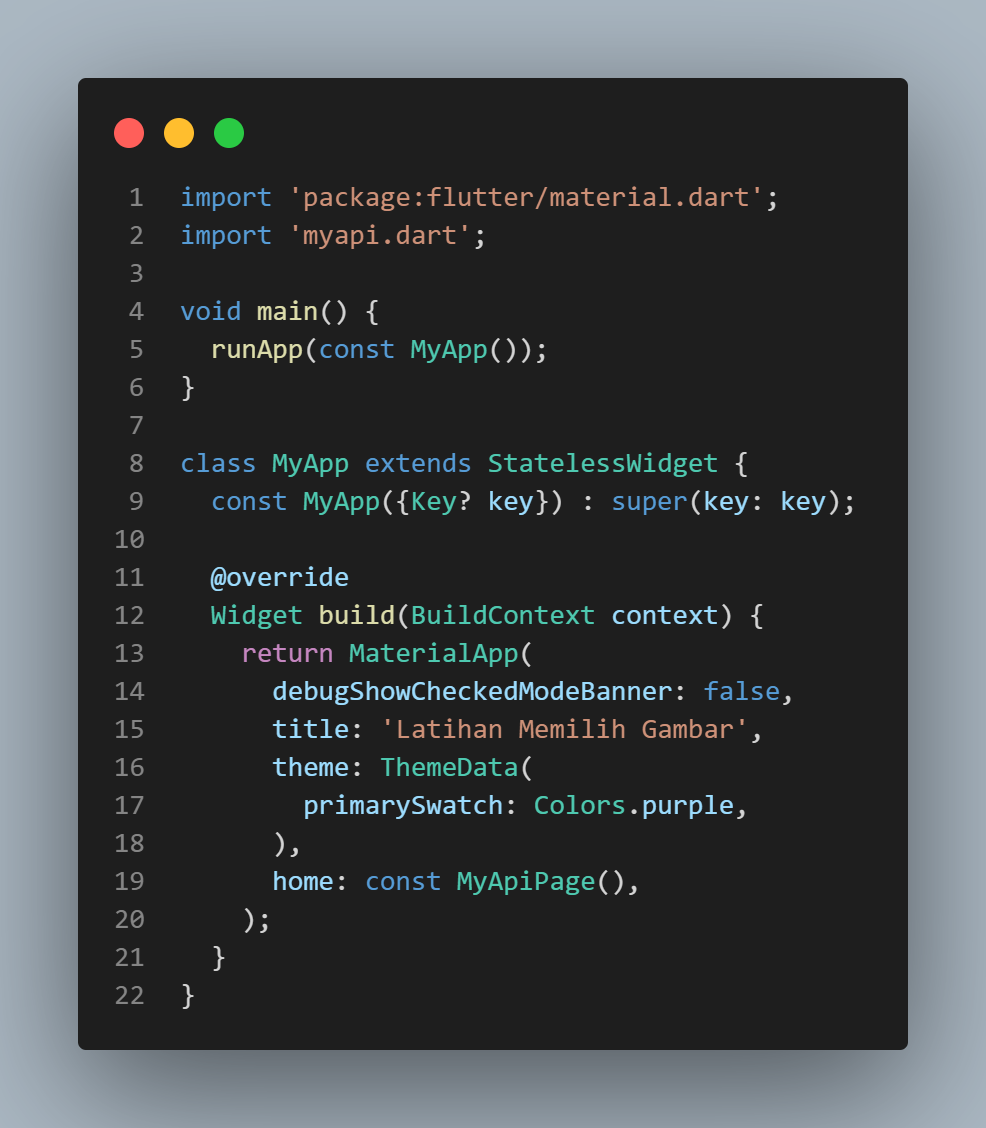 1 import 'package:flutter/material.dart';
2 import 'myapi.dart';
3
4 void main() {
5   runApp(const MyApp());
6 }
7
8 class MyApp extends StatelessWidget {
9   const MyApp({Key? key}) : super(key: key);
10
11   @override
12   Widget build(BuildContext context) {
13     return MaterialApp(
14       debugShowCheckedModeBanner: false,
15       title: 'Latihan Memilih Gambar',
16       theme: ThemeData(
17         primarySwatch: Colors.purple,
18       ),
19       home: const MyApiPage(),
20     );
21   }
22 }